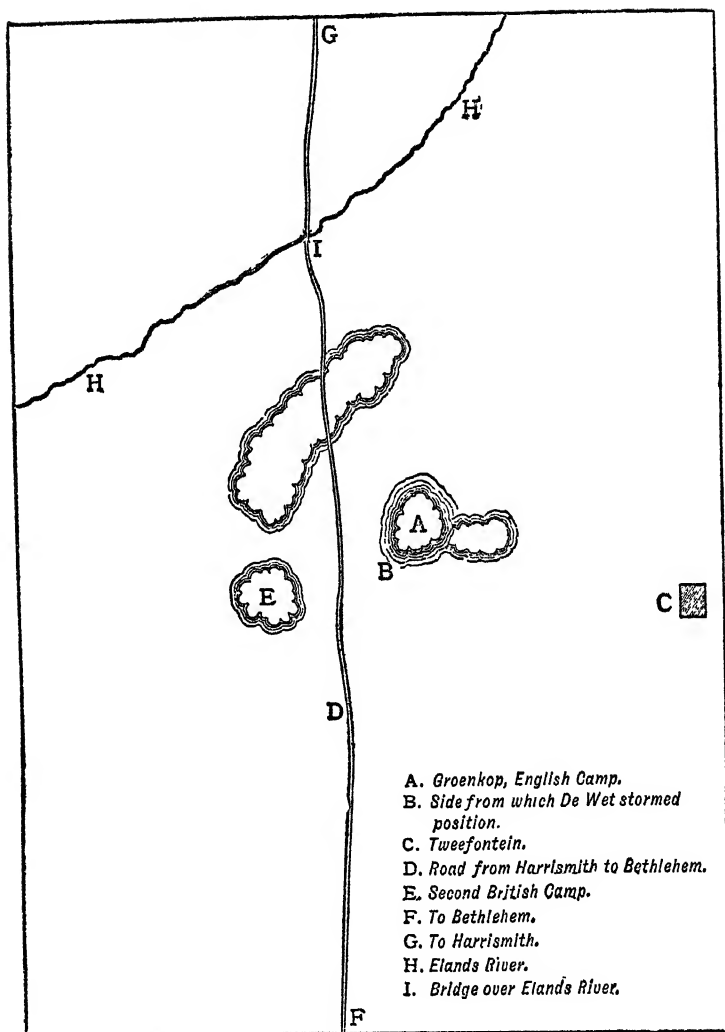 G
H
I
H
A
B
E
C
D
A. Groenkop, English Camp.
B. Side from which De Wet stormed
position.
C. Tweefontein.
D. Road from Harrismith to Bethlehem.
E. Second British Camp.
F. To Bethlehem.
G. To Harrismith.
H. Elands River.
I. Bridge over Elands River.
F